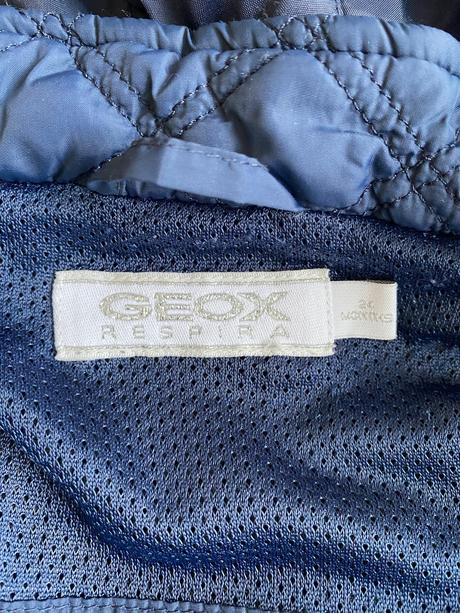 GEOX
RESPIRA
24
MONTHS